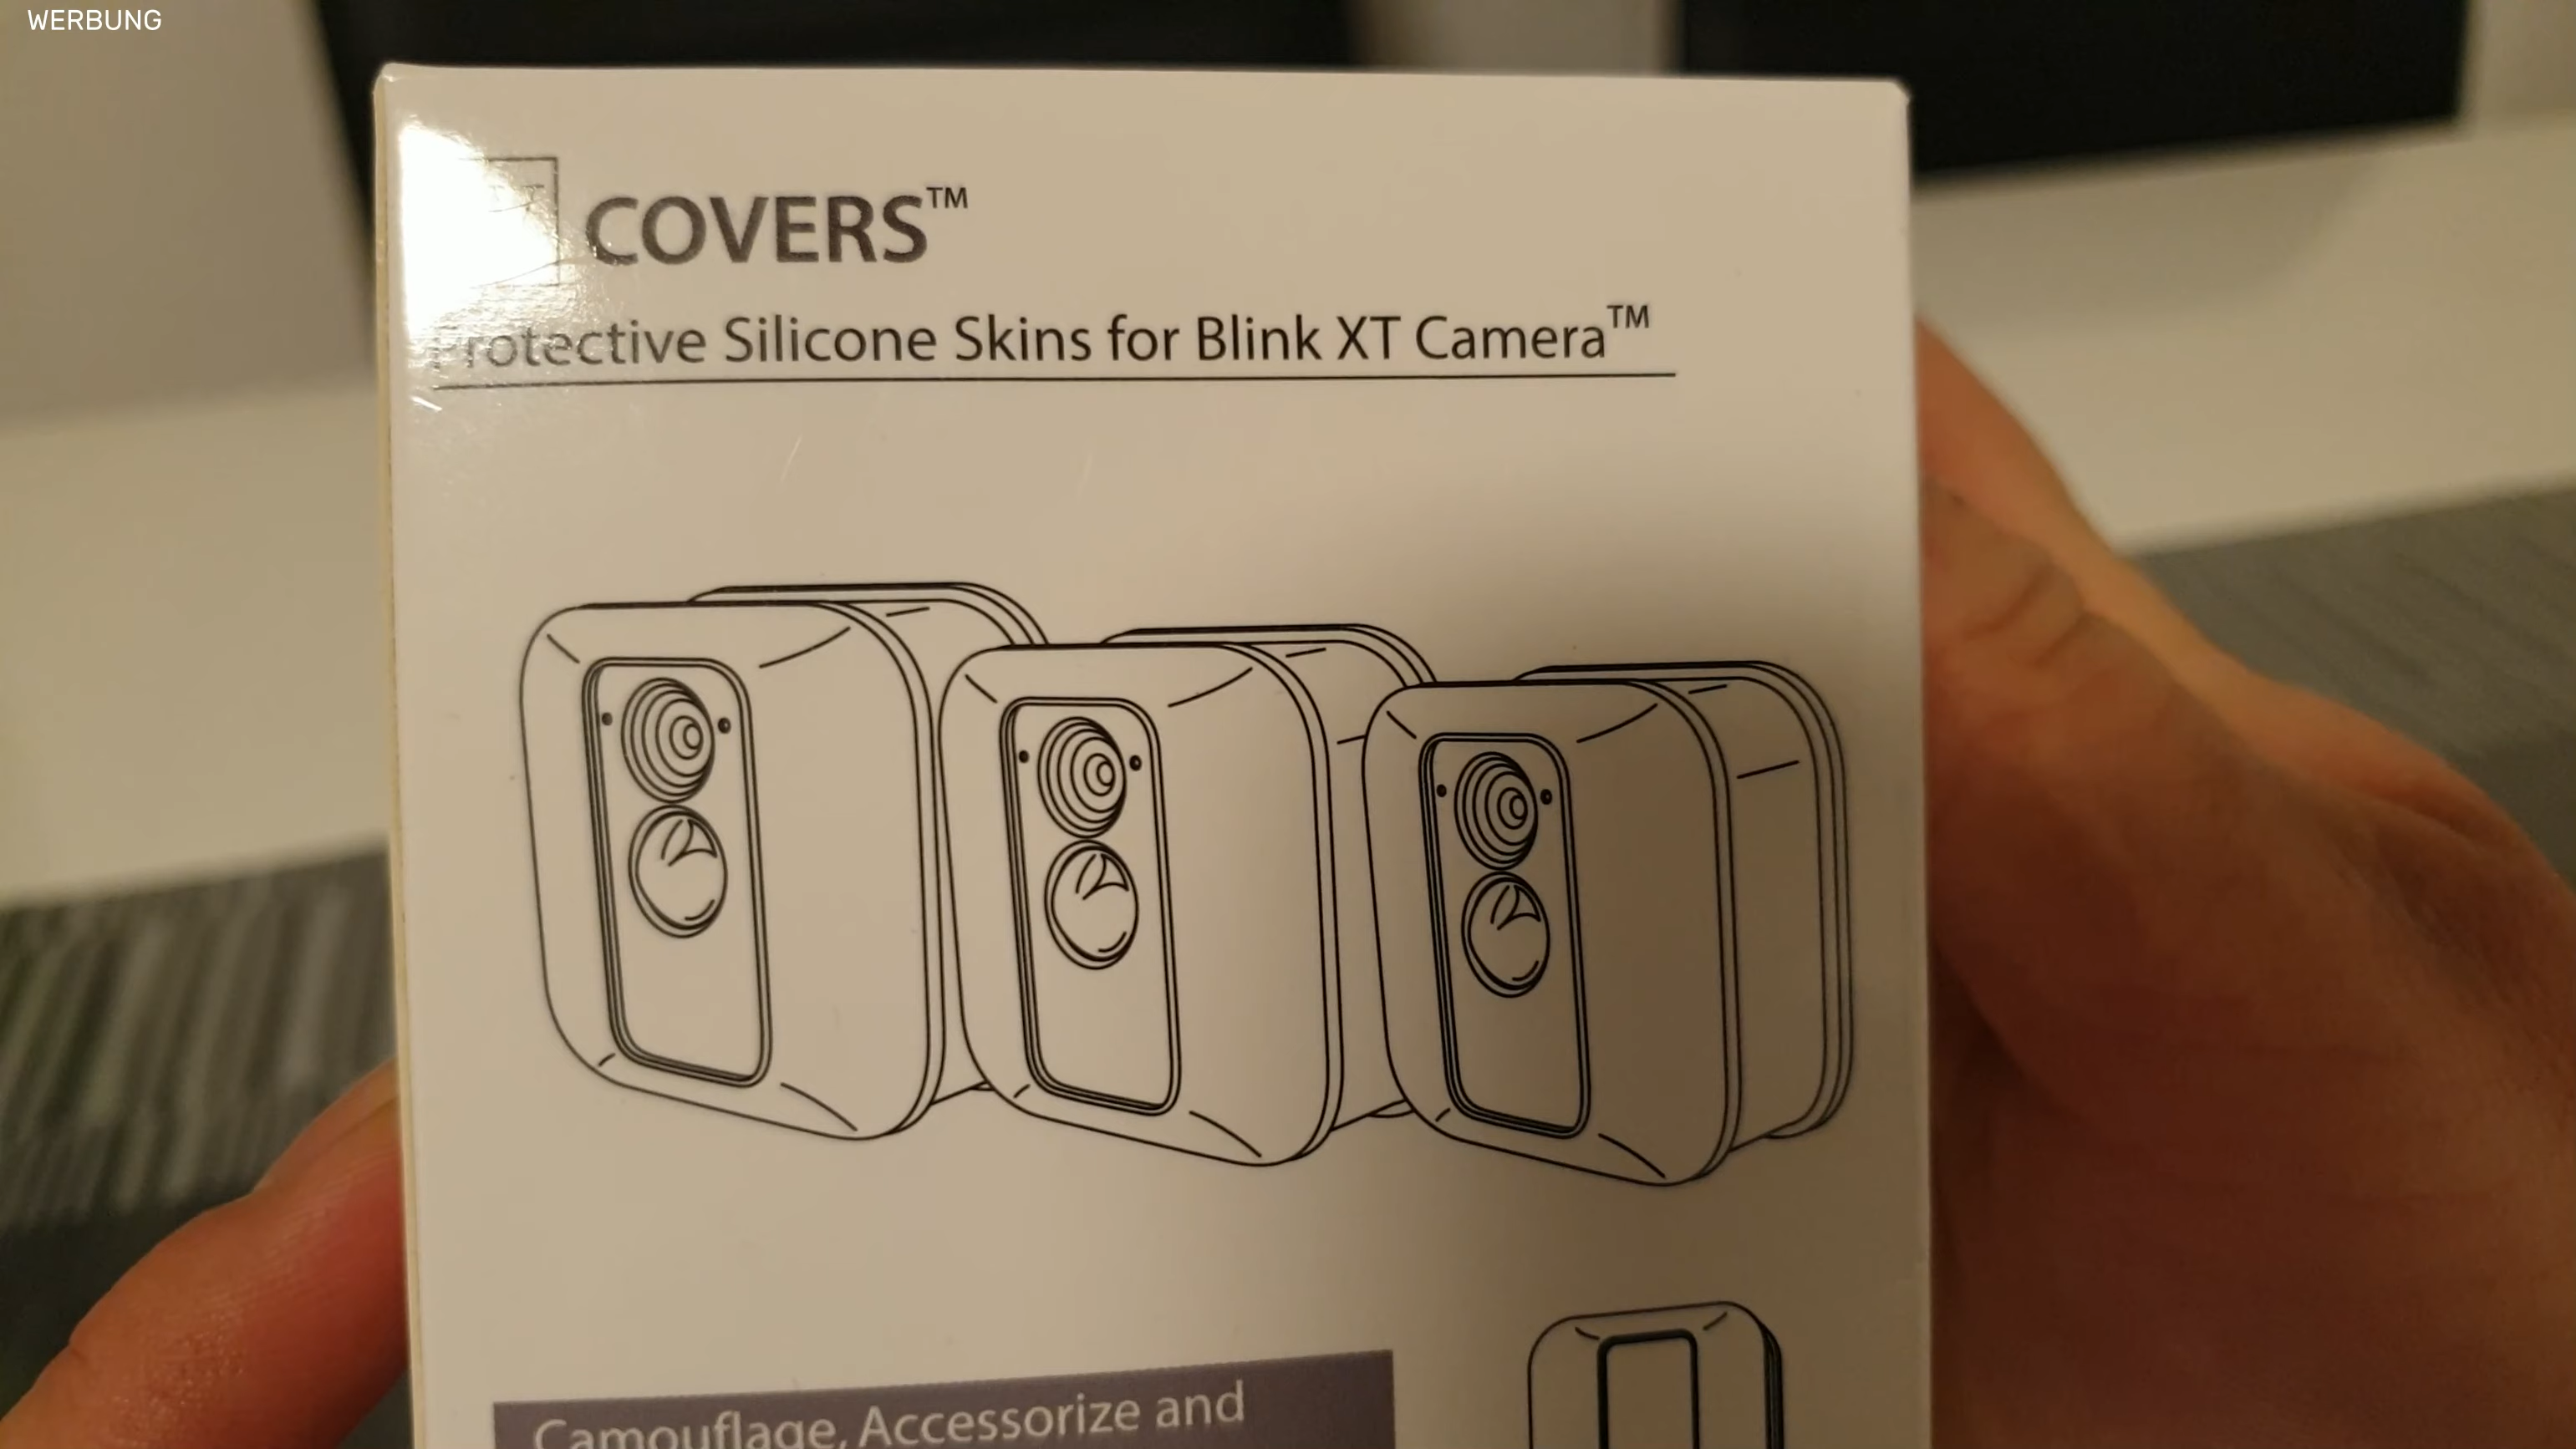 WERBUNG
COVERS™
Protective Silicone Skins for Blink XT Camera™
Camouflage, Accessorize and